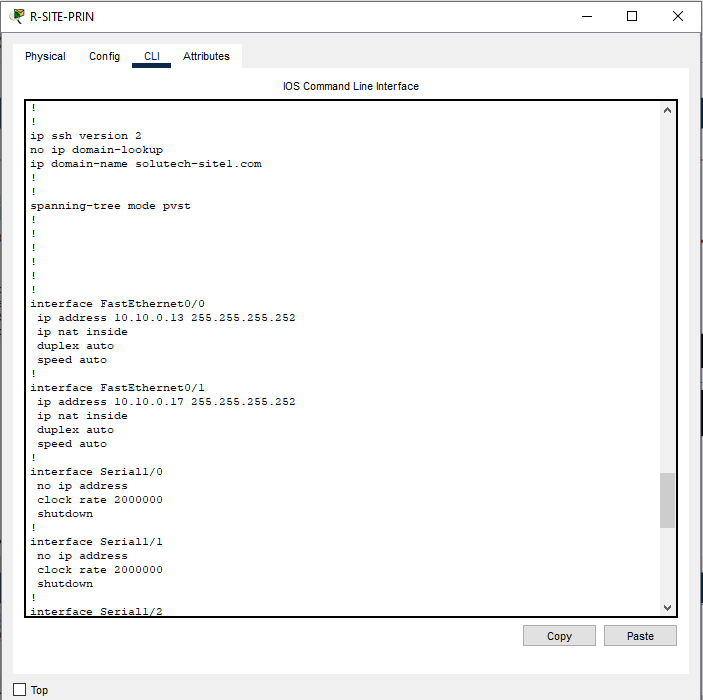 R-SITE-PRIN
Physical Config CLI Attributes
IOS Command Line Interface
!
!
ip ssh version 2
no ip domain-lookup
ip domain-name solutech-site1.com
!
!
spanning-tree mode pvst
!
!
!
!
!
!
interface FastEthernet0/0
ip address 10.10.0.13 255.255.255.252
ip nat inside
duplex auto
speed auto
!
interface FastEthernet0/1
ip address 10.10.0.17 255.255.255.252
ip nat inside
duplex auto
speed auto
!
interface Serial1/0
no ip address
clock rate 2000000
shutdown
!
interface Serial1/1
no ip address
clock rate 2000000
shutdown
!
interface Serial1/2
Copy Paste
Top